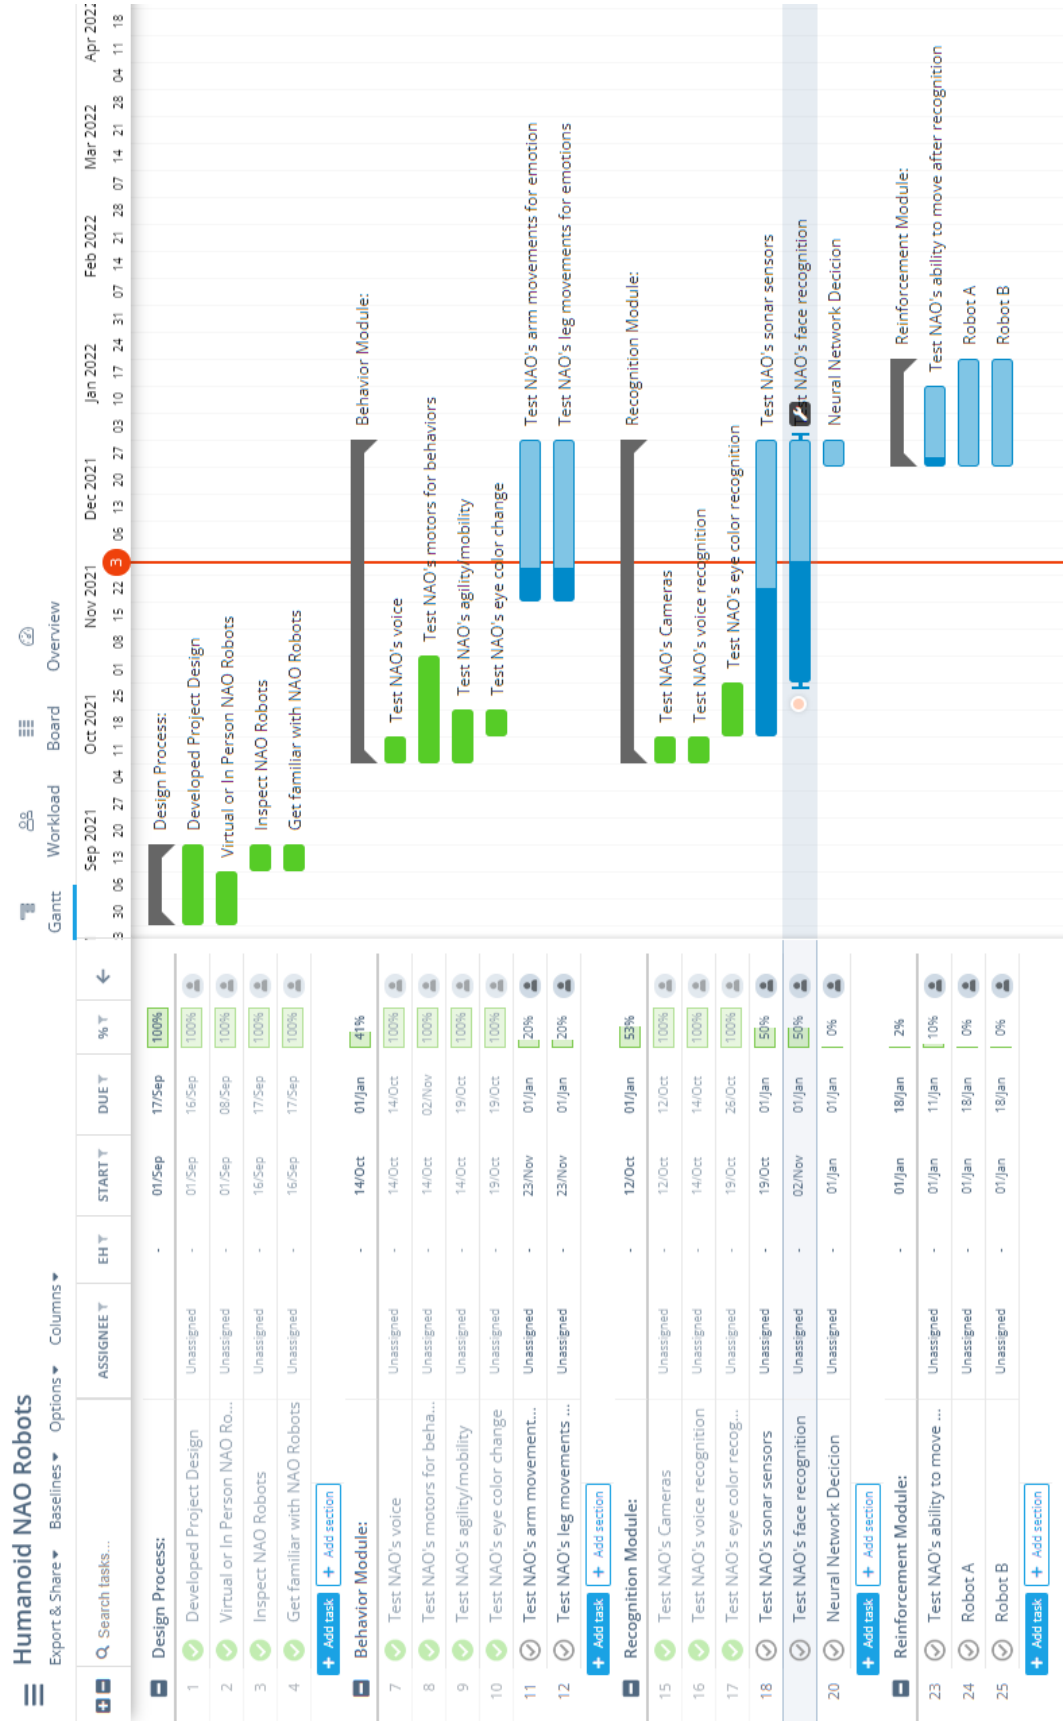 Humanoid NAO Robots
Gantt Workload Board Overview
Export & Share Baselines Options Columns
Search tasks... ASSIGNEE EH START DUE %
Sep 2021 Oct 2021 Nov 2021 Dec 2021 Jan 2022 Feb 2022 Mar 2022 Apr 202
3 30 06 13 20 27 04 11 18 25 01 08 15 22 3 06 13 20 27 03 10 17 24 31 07 14 21 28 07 14 21 28 04 11 18
Design Process: - 01/Sep 17/Sep 100% Design Process:
1 Developed Project Design Unassigned - 01/Sep 16/Sep 100% Developed Project Design
2 Virtual or In Person NAO Ro... Unassigned - 01/Sep 08/Sep 100% Virtual or In Person NAO Robots
3 Inspect NAO Robots Unassigned - 16/Sep 17/Sep 100% Inspect NAO Robots
4 Get familiar with NAO Robots Unassigned - 16/Sep 17/Sep 100% Get familiar with NAO Robots
+ Add task + Add section
Behavior Module: - 14/Oct 01/Jan 41% Behavior Module:
7 Test NAO's voice Unassigned - 14/Oct 14/Oct 100% Test NAO's voice
8 Test NAO's motors for beha... Unassigned - 14/Oct 02/Nov 100% Test NAO's motors for behaviors
9 Test NAO's agility/mobility Unassigned - 14/Oct 19/Oct 100% Test NAO's agility/mobility
10 Test NAO's eye color change Unassigned - 19/Oct 19/Oct 100% Test NAO's eye color change
11 Test NAO's arm movement... Unassigned - 23/Nov 01/Jan 20% Test NAO's arm movements for emotion
12 Test NAO's leg movements ... Unassigned - 23/Nov 01/Jan 20% Test NAO's leg movements for emotions
+ Add task + Add section
Recognition Module: - 12/Oct 01/Jan 53% Recognition Module:
15 Test NAO's Cameras Unassigned - 12/Oct 12/Oct 100% Test NAO's Cameras
16 Test NAO's voice recognition Unassigned - 14/Oct 14/Oct 100% Test NAO's voice recognition
17 Test NAO's eye color recog... Unassigned - 19/Oct 26/Oct 100% Test NAO's eye color recognition
18 Test NAO's sonar sensors Unassigned - 19/Oct 01/Jan 50% Test NAO's sonar sensors
Test NAO's face recognition Unassigned - 02/Nov 01/Jan 50% NAO's face recognition
20 Neural Network Decicion Unassigned - 01/Jan 01/Jan 0% Neural Network Decicion
+ Add task + Add section
Reinforcement Module: - 01/Jan 18/Jan 2% Reinforcement Module:
23 Test NAO's ability to move ... Unassigned - 01/Jan 11/Jan 10% Test NAO's ability to move after recognition
24 Robot A Unassigned - 01/Jan 18/Jan 0% Robot A
25 Robot B Unassigned - 01/Jan 18/Jan 0% Robot B
+ Add task + Add section